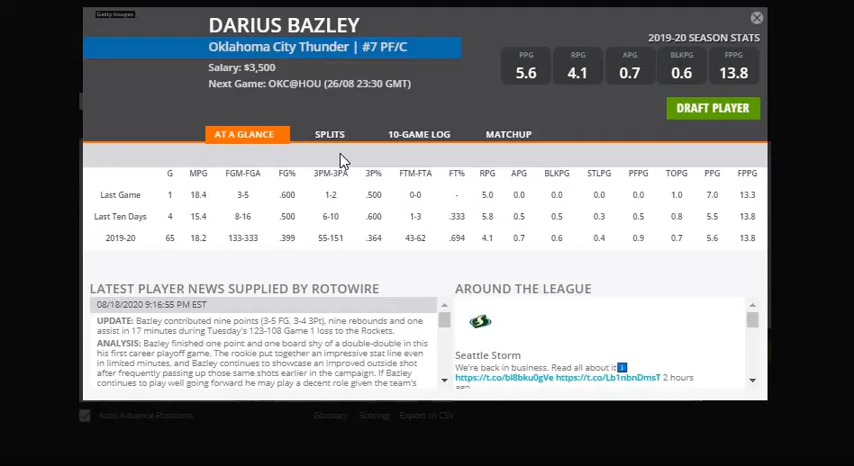 Getty Images
DARIUS BAZLEY
Oklahoma City Thunder | #7 PF/C
Salary: $3,500
Next Game: OKC@HOU (26/08 23:30 GMT)
2019-20 SEASON STATS
PPG RPG APG BLKPG FPPG
5.6 4.1 0.7 0.6 13.8
DRAFT PLAYER
AT A GLANCE SPLITS 10-GAME LOG MATCHUP
G MPG FGM-FGA FG% 3PM-3PA 3P% FTM-FTA FT% RPG APG BLKPG STLPG PFPG TOPG PPG FPPG
Last Game 1 18.4 3-5 .600 1-2 .500 0-0 - 5.0 0.0 0.0 0.0 0.0 1.0 7.0 13.3
Last Ten Days 4 15.4 8-16 .500 6-10 .600 1-3 .333 5.8 0.5 0.5 0.3 0.5 0.8 5.5 13.8
2019-20 65 18.2 133-333 .399 55-151 .364 43-62 .694 4.1 0.7 0.6 0.4 0.9 0.7 5.6 13.8
LATEST PLAYER NEWS SUPPLIED BY ROTOWIRE
08/18/2020 9:16:55 PM EST
UPDATE: Bazley contributed nine points (3-5 FG, 3-4 3Pt), nine rebounds and one
assist in 17 minutes during Tuesday's 123-108 Game 1 loss to the Rockets.
ANALYSIS: Bazley finished one point and one board shy of a double-double in this
his first career playoff game. The rookie put together an impressive stat line even
in limited minutes, and Bazley continues to showcase an improved outside shot
after frequently passing up those same shots earlier in the campaign. If Bazley
continues to play well going forward he may play a decent role given the team's
AROUND THE LEAGUE
Seattle Storm
We're back in business. Read all about it
https://t.co/bI8bku0gVe https://t.co/Lb1nbnDmsT 2 hours
ago
Auto Advance Positions Glossary Scoring Export to CSV